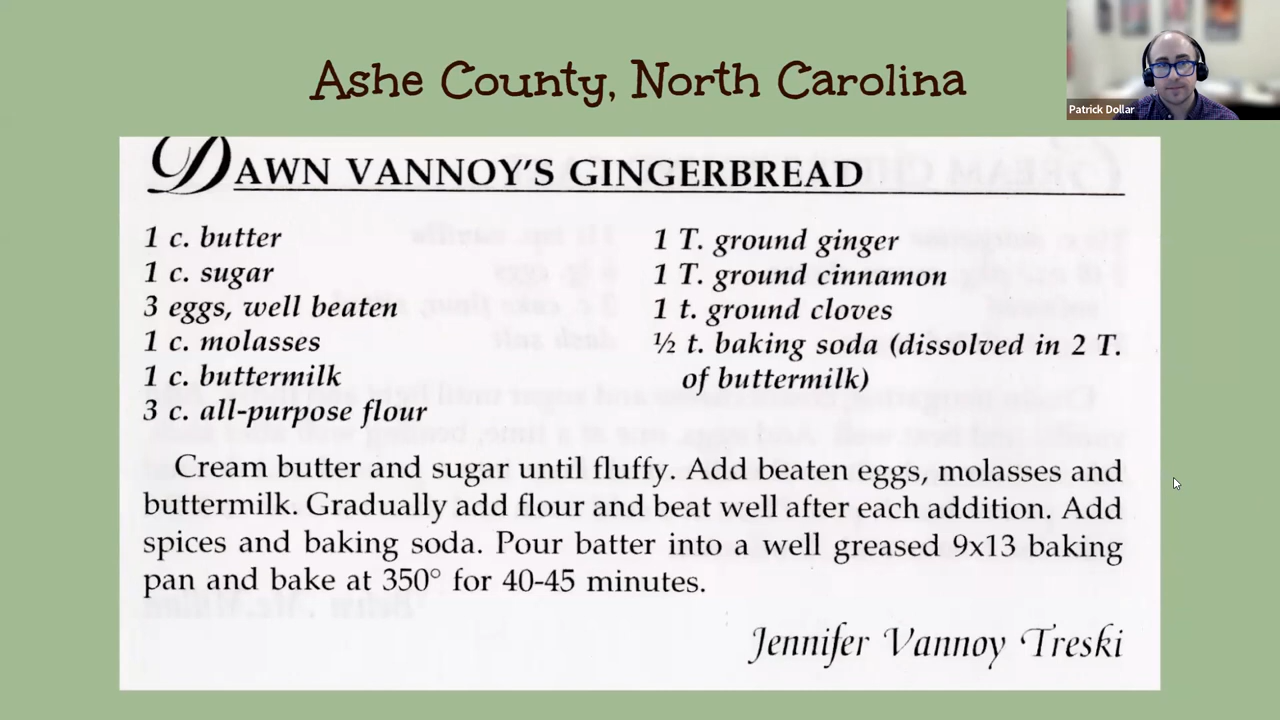 Ashe County, North Carolina
Patrick Dollar
DAWN VANNOY'S GINGERBREAD
1 c. butter
1 c. sugar
3 eggs, well beaten
1 c. molasses
1 c. buttermilk
3 c. all-purpose flour
1 T. ground ginger
1 T. ground cinnamon
1 t. ground cloves
½ t. baking soda (dissolved in 2 T.
of buttermilk)
Cream butter and sugar until fluffy. Add beaten eggs, molasses and
buttermilk. Gradually add flour and beat well after each addition. Add
spices and baking soda. Pour batter into a well greased 9x13 baking
pan and bake at 350° for 40-45 minutes.
Jennifer Vannoy Treski